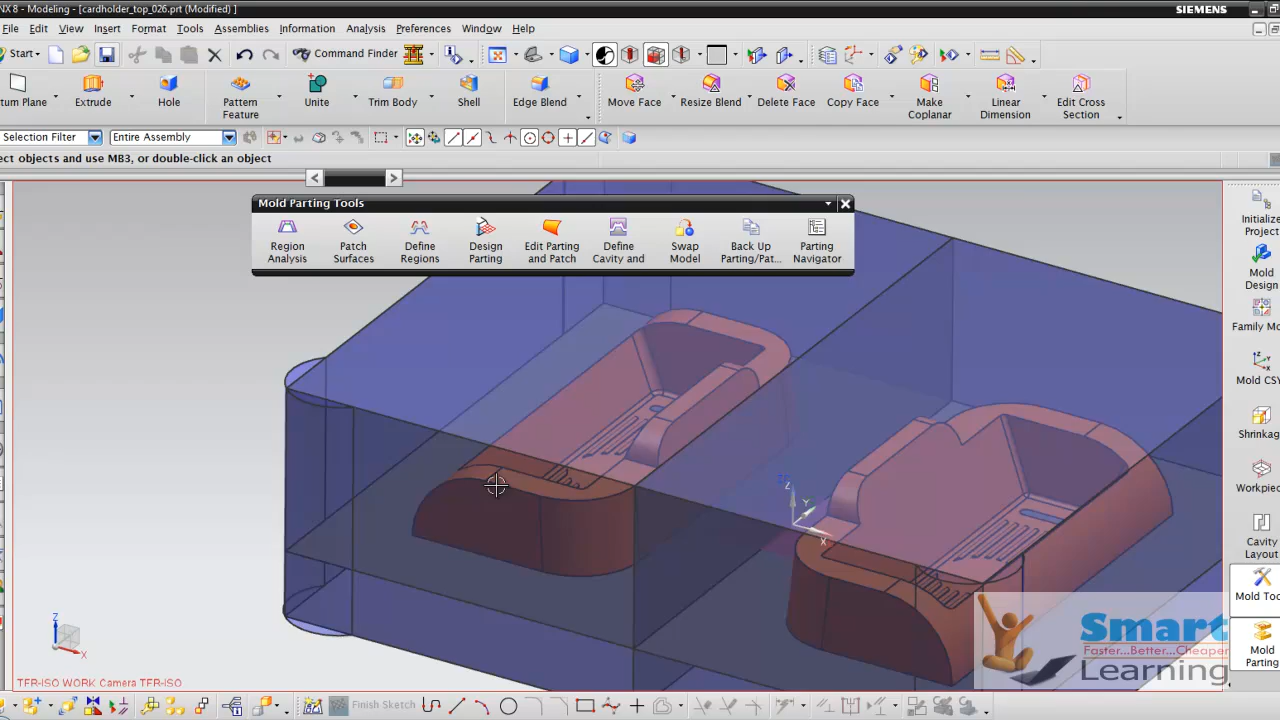 NX 8 - Modeling - [cardholder_top_026.prt (Modified) ]
SIEMENS
File Edit View Insert Format Tools Assemblies Information Analysis Preferences Window Help
Start
Command Finder
tum Plane
Extrude
Hole
Pattern
Feature
Unite
Trim Body
Shell
Edge Blend
Move Face
Resize Blend
Delete Face
Copy Face
Make
Coplanar
Linear
Dimension
Edit Cross
Section
Selection Filter
Entire Assembly
ect objects and use MB3, or double-click an object
Mold Parting Tools
Region
Analysis
Patch
Surfaces
Define
Regions
Design
Parting
Edit Parting
and Patch
Define
Cavity and
Swap
Model
Back Up
Parting/Pat...
Parting
Navigator
Initialize
Project
Mold
Design
Family Mo
Mold CSY
Shrinkag
Workpiec
Cavity
Layout
Mold Too
Mold
Parting
Z
Y
X
Z
X
TFR-ISO WORK Camera TFR-ISO
Smart
Faster...Better...Cheaper
Learning
Finish Sketch